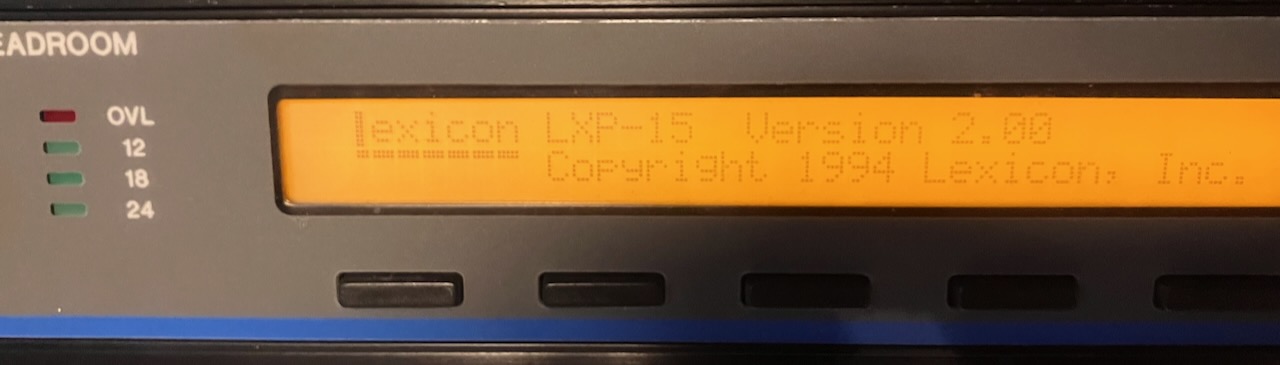 EADROOM
OVL
12
18
24
lexicon LXP-15 Version 2.00
Copyright 1994 Lexicon, Inc.